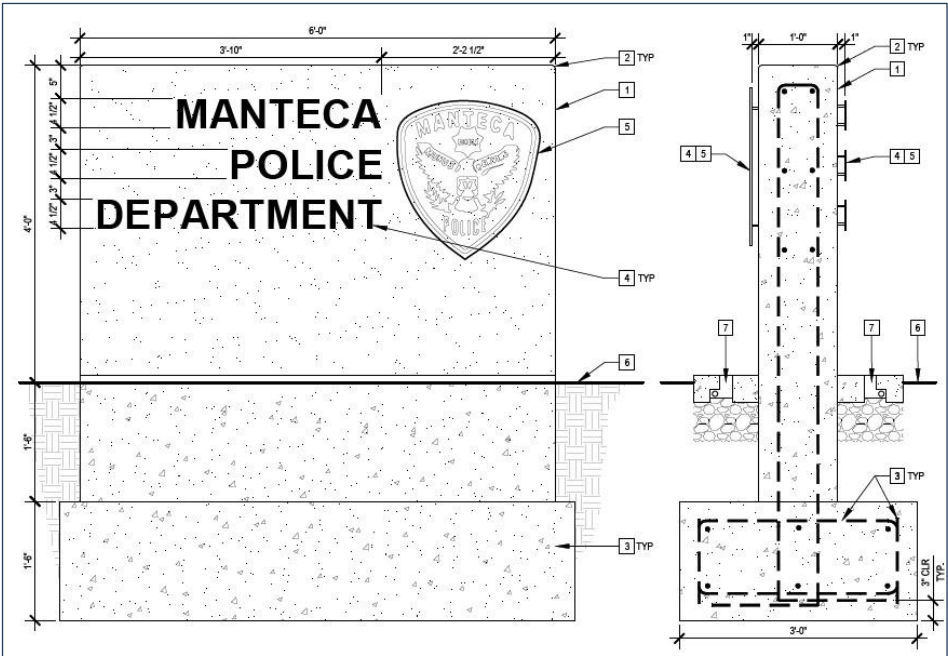 6'-0"
3'-10"
2'-2 1/2"
2 TYP
1
5
5"
4 1/2"
3"
4 1/2"
3"
4 1/2"
4'-0"
MANTECA
POLICE
DEPARTMENT
MANTECA
POLICE
4 TYP
6
1'-6"
1'-6"
3 TYP
1"
1'-0"
1"
2 TYP
1
4 5
4 5
7
7
6
3 TYP
3" CLR
TYP.
3'-0"